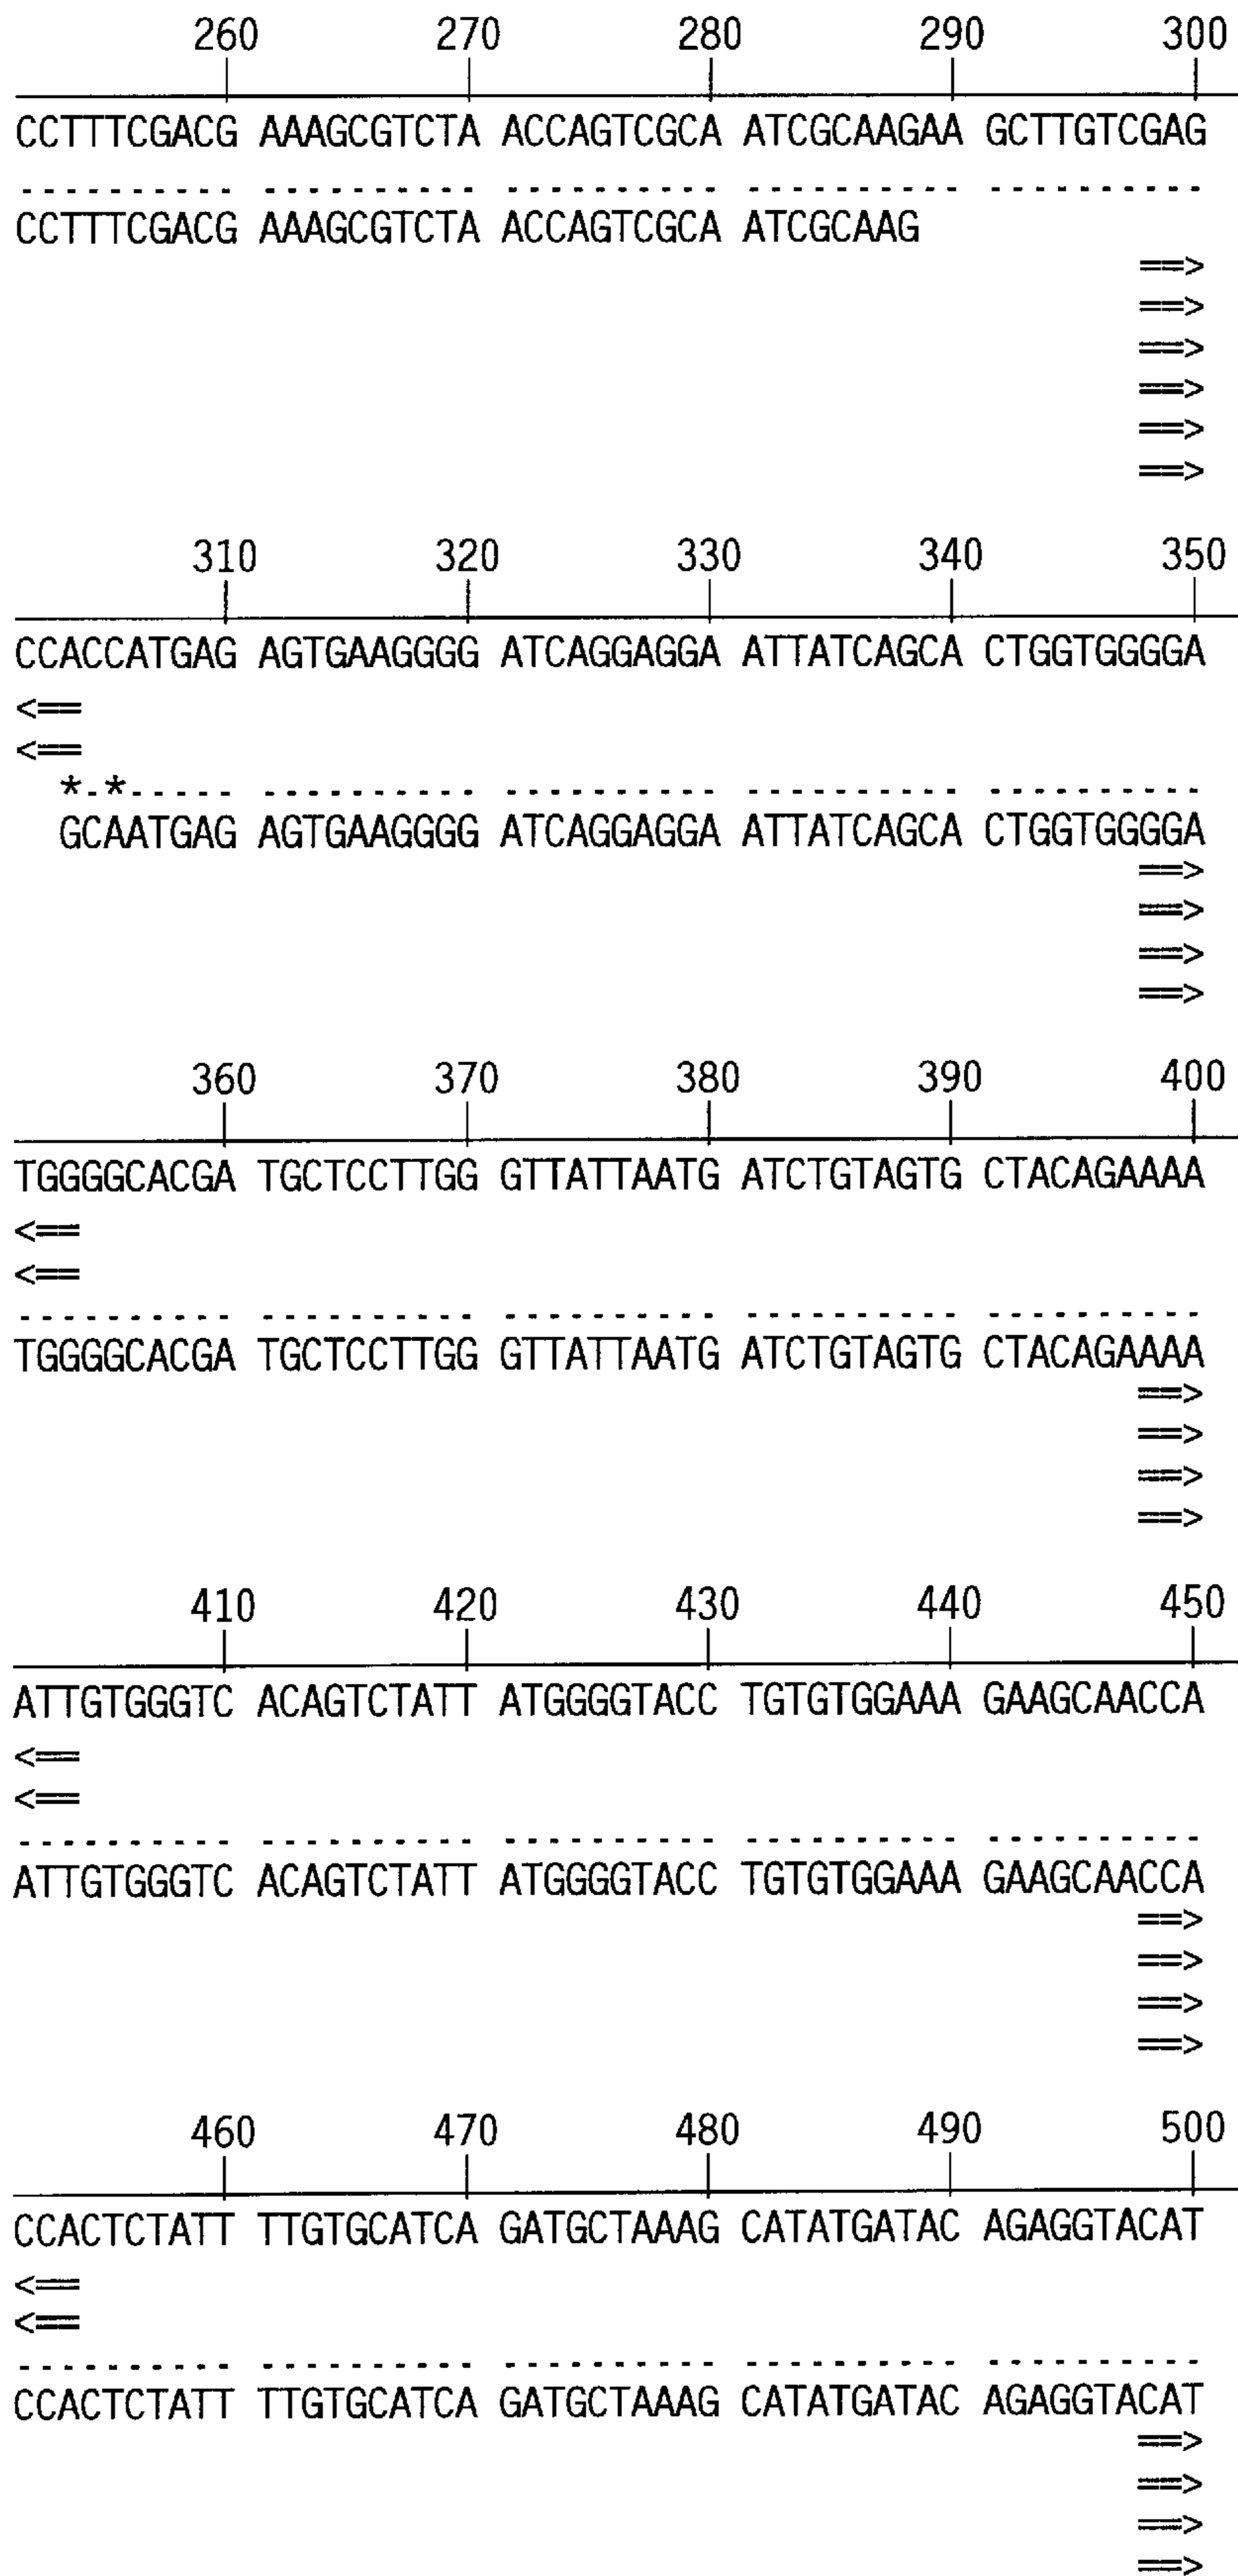 260 270 280 290 300
CCTTTCGACG AAAGCGTCTA ACCAGTCGCA ATCGCAAGAA GCTTGTCGAG
---------- ---------- ---------- ---------- ----------
CCTTTCGACG AAAGCGTCTA ACCAGTCGCA ATCGCAAG
==>
==>
==>
==>
==>
==>
310 320 330 340 350
CCACCATGAG AGTGAAGGGG ATCAGGAGGA ATTATCAGCA CTGGTGGGGA
<==
<==
*-*----- ---------- ---------- ---------- ----------
GCAATGAG AGTGAAGGGG ATCAGGAGGA ATTATCAGCA CTGGTGGGGA
==>
==>
==>
==>
360 370 380 390 400
TGGGGCACGA TGCTCCTTGG GTTATTAATG ATCTGTAGTG CTACAGAAAA
<==
<==
---------- ---------- ---------- ---------- ----------
TGGGGCACGA TGCTCCTTGG GTTATTAATG ATCTGTAGTG CTACAGAAAA
==>
==>
==>
==>
410 420 430 440 450
ATTGTGGGTC ACAGTCTATT ATGGGGTACC TGTGTGGAAA GAAGCAACCA
<==
<==
---------- ---------- ---------- ---------- ----------
ATTGTGGGTC ACAGTCTATT ATGGGGTACC TGTGTGGAAA GAAGCAACCA
==>
==>
==>
==>
460 470 480 490 500
CCACTCTATT TTGTGCATCA GATGCTAAAG CATATGATAC AGAGGTACAT
<==
<==
---------- ---------- ---------- ---------- ----------
CCACTCTATT TTGTGCATCA GATGCTAAAG CATATGATAC AGAGGTACAT
==>
==>
==>
==>